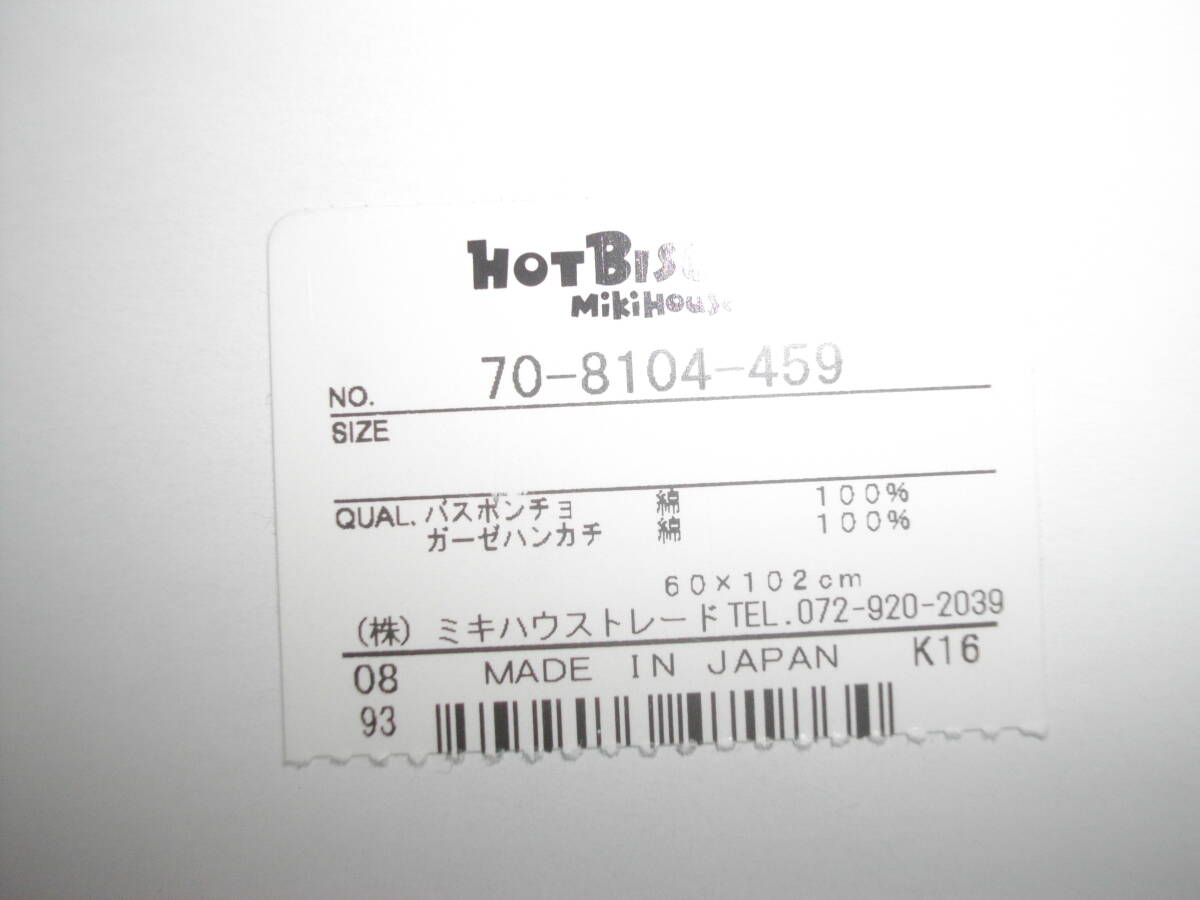 HOT BIS
MikiHouse
NO. 70-8104-459
SIZE
QUAL. バスポンチョ 綿 100%
ガーゼハンカチ 綿 100%
60×102cm
(株) ミキハウストレード TEL.072-920-2039
08 MADE IN JAPAN K16
93